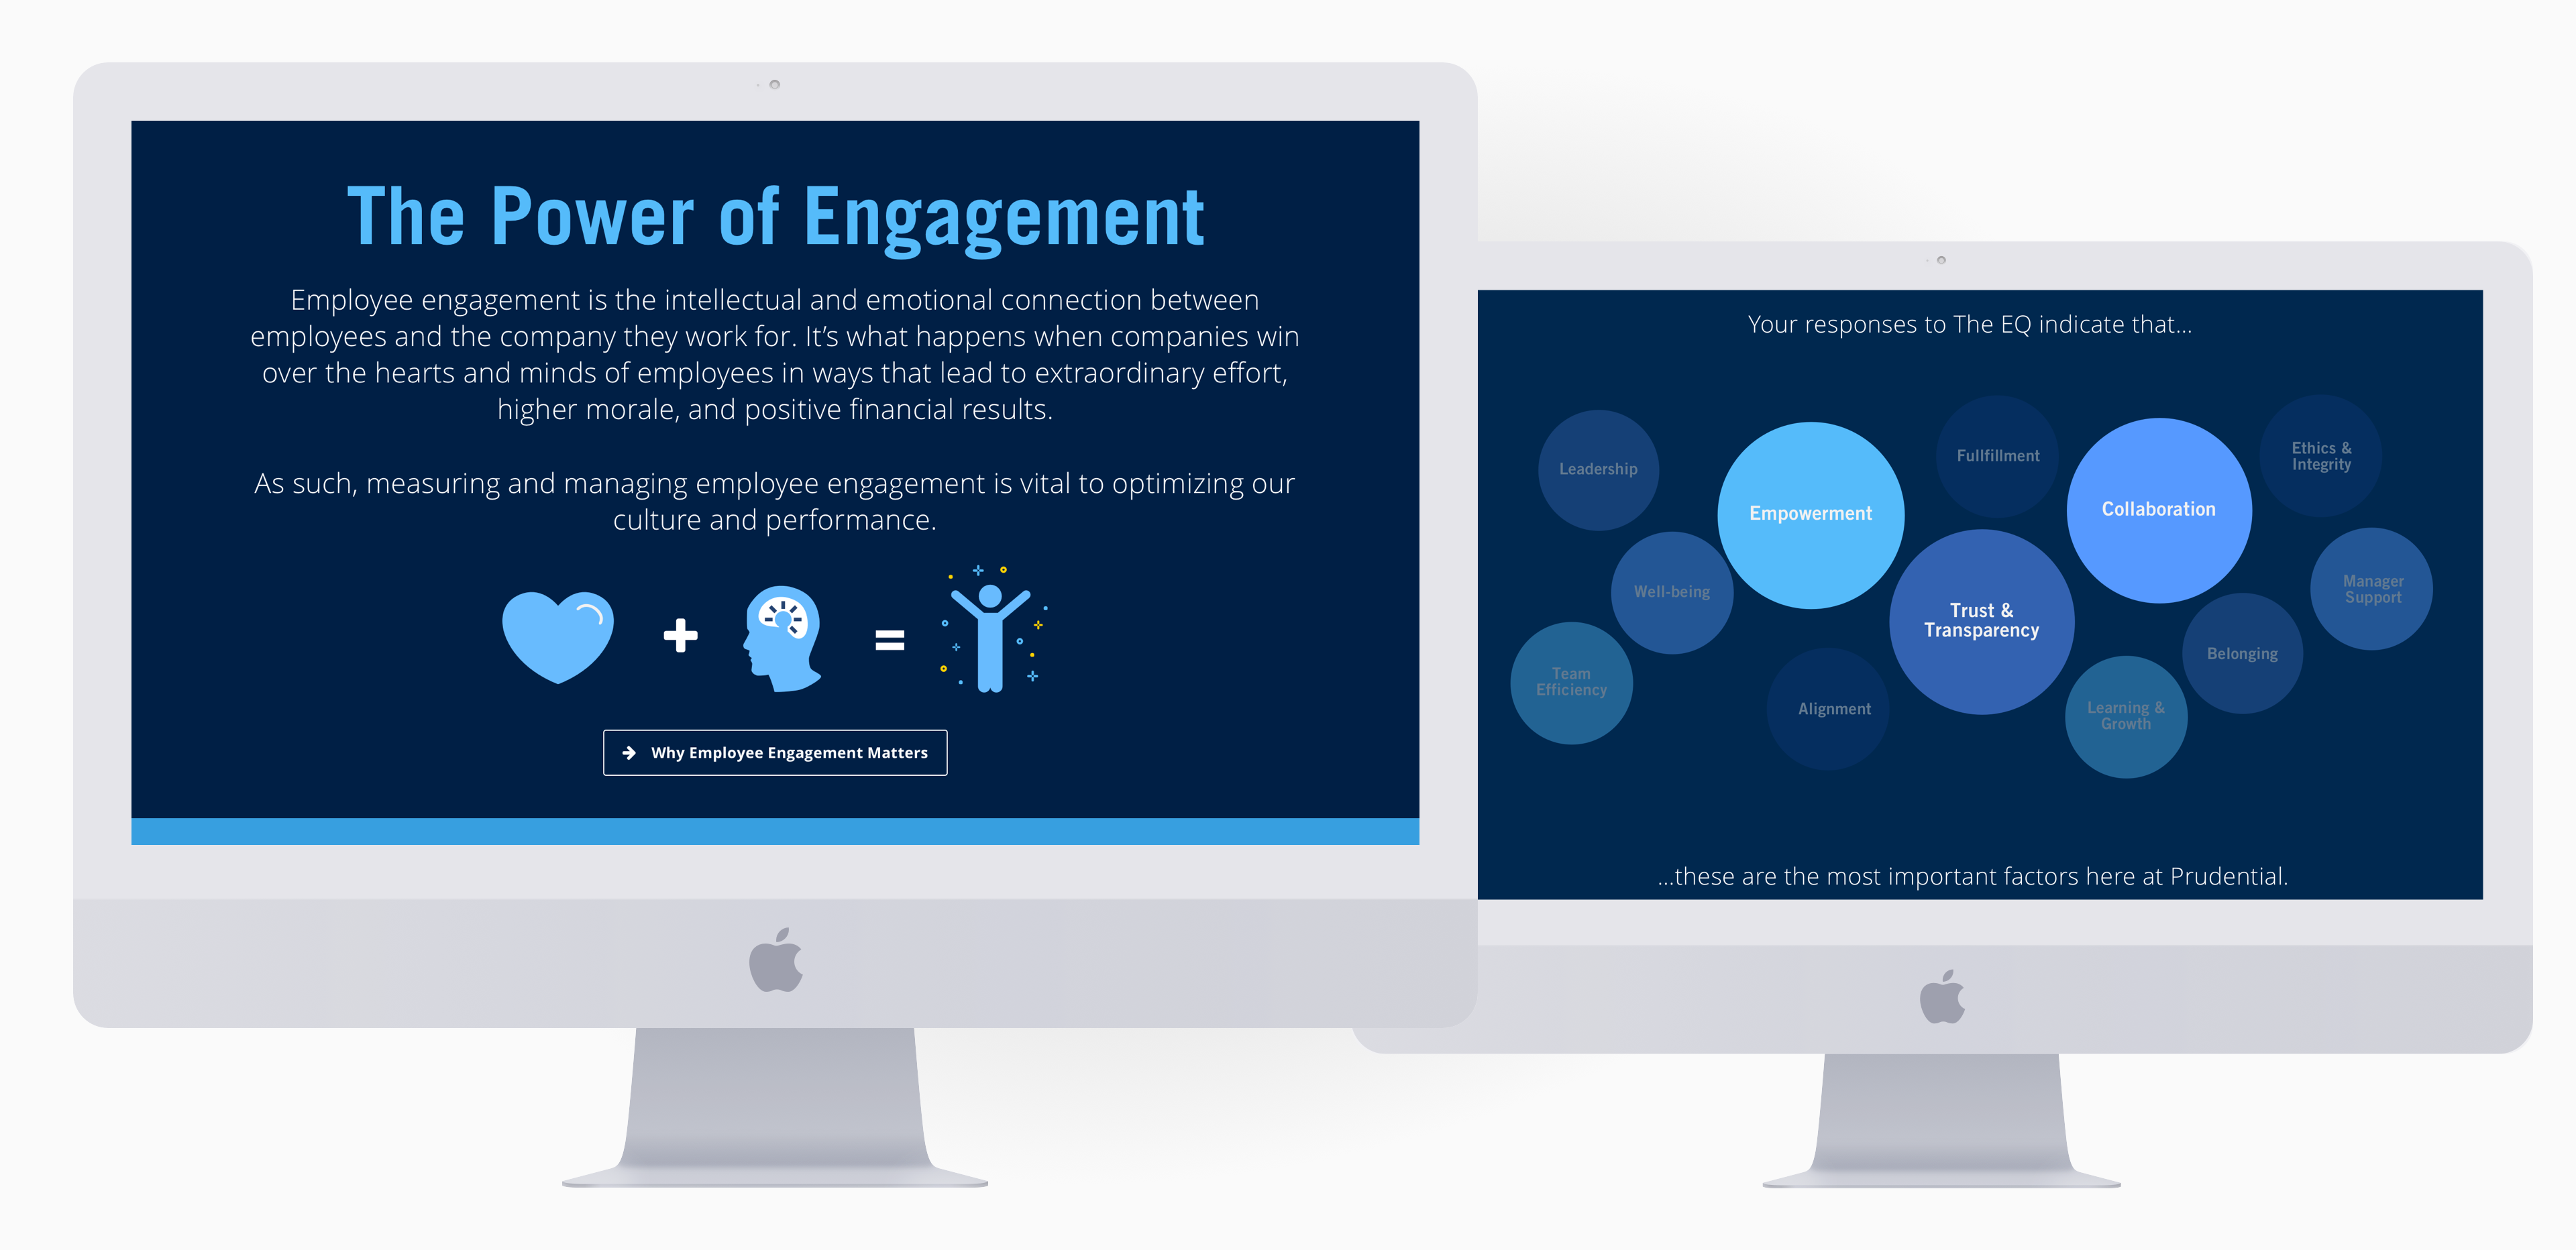 The Power of Engagement
Employee engagement is the intellectual and emotional connection between
employees and the company they work for. It’s what happens when companies win
over the hearts and minds of employees in ways that lead to extraordinary effort,
higher morale, and positive financial results.
As such, measuring and managing employee engagement is vital to optimizing our
culture and performance.
Why Employee Engagement Matters
Your responses to The EQ indicate that...
Leadership
Empowerment
Fullfillment
Collaboration
Ethics &
Integrity
Well-being
Trust &
Transparency
Manager
Support
Team
Efficiency
Alignment
Learning &
Growth
Belonging
...these are the most important factors here at Prudential.